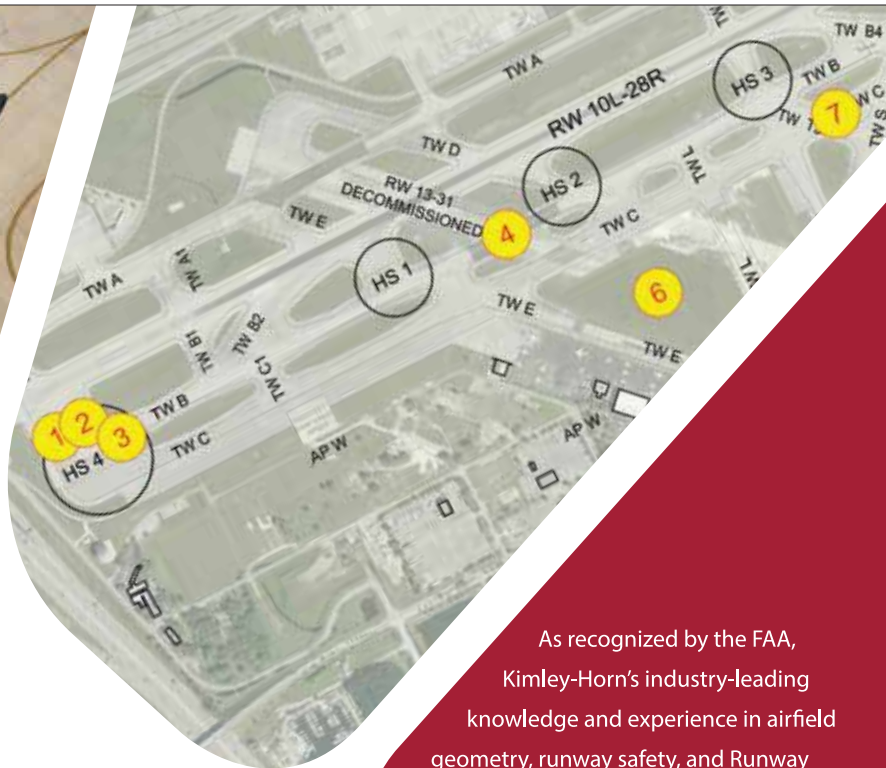 TW B4
TW A
HS 3
TW B
RW 10L-28R
7
TW S
TW D
TW L
HS 2
RW 13-31
DECOMMISSIONED
4
TW E
TW C
TW A1
HS 1
6
TW A
TW E
TW E
TW B1
TW B2
TW C1
TW B
1
2
3
HS 4
TW C
AP W
AP W
As recognized by the FAA,
Kimley-Horn's industry-leading
knowledge and experience in airfield
geometry, runway safety, and Runway